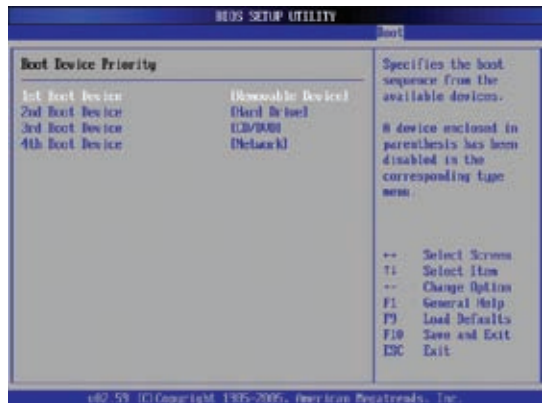 BIOS SETUP UTILITY
Boot
Boot Device Priority
1st Boot Device [Removable Device]
2nd Boot Device [Hard Drive]
3rd Boot Device [CD/DVD]
4th Boot Device [Network]
Specifies the boot
sequence from the
available devices.
A device enclosed in
parenthesis has been
disabled in the
corresponding type
menu.
↔ Select Screen
↑↓ Select Item
+- Change Option
F1 General Help
F9 Load Defaults
F10 Save and Exit
ESC Exit
v02.59 (C)Copyright 1985-2005, American Megatrends, Inc.